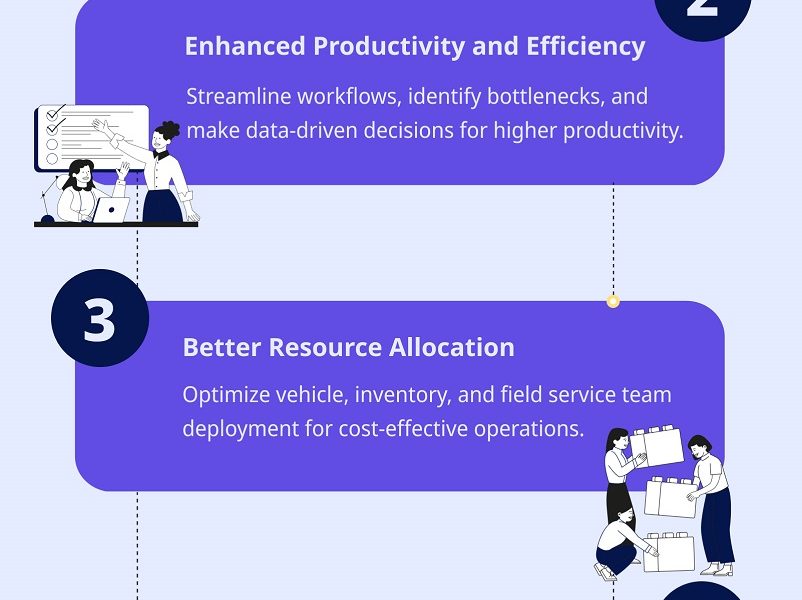 2
Enhanced Productivity and Efficiency
Streamline workflows, identify bottlenecks, and
make data-driven decisions for higher productivity.
3
Better Resource Allocation
Optimize vehicle, inventory, and field service team
deployment for cost-effective operations.